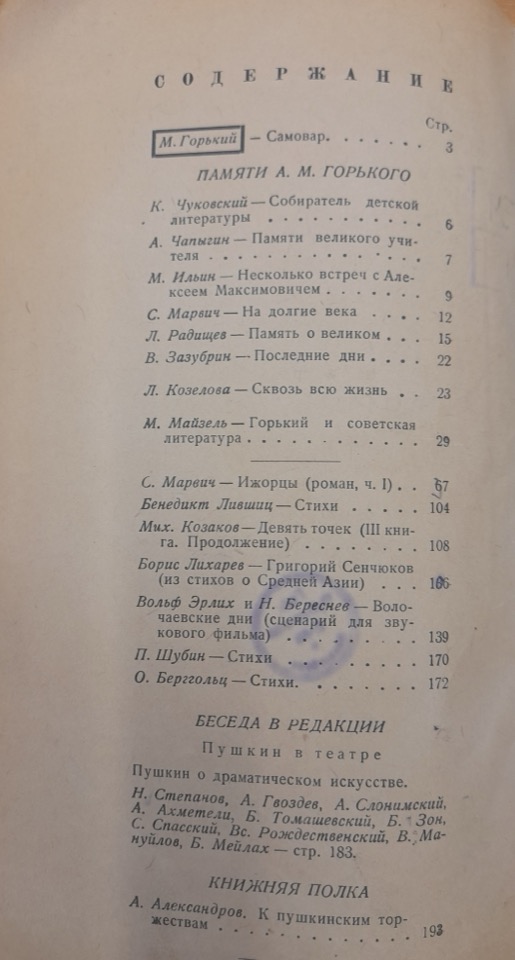 СОДЕРЖАНИЕ
Стр.
М. Горький — Самовар. . . . . . . 3
ПАМЯТИ А. М. ГОРЬКОГО
К. Чуковский — Собиратель детской
литературы . . . . . . . . . . . 6
А. Чапыгин — Памяти великого учи-
теля . . . . . . . . . . . . . . 7
М. Ильин — Несколько встреч с Але-
ксеем Максимовичем . . . . . . . 9
С. Марвич — На долгие века . . . . 12
Л. Радищев — Память о великом . . . 15
В. Зазубрин — Последние дни . . . . 22
Л. Козелова — Сквозь всю жизнь . . 23
М. Майзель — Горький и советская
литература . . . . . . . . . . . 29
С. Марвич — Ижорцы (роман, ч. I) . . 67
Бенедикт Лившиц — Стихи . . . . . 104
Мих. Козаков — Девять точек (III кни-
га. Продолжение) . . . . . . . . 108
Борис Лихарев — Григорий Сенчюков
(из стихов о Средней Азии) . . .
Вольф Эрлих и Н. Береснев — Воло-
чаевские дни (сценарий для зву-
кового фильма) . . . . . . . . . 139
П. Шубин — Стихи . . . . . . . . 170
О. Берггольц — Стихи. . . . . . . 172
БЕСЕДА В РЕДАКЦИИ
Пушкин в театре
Пушкин о драматическом искусстве.
Н. Степанов, А. Гвоздев, А. Слонимский,
А. Ахметели, Б. Томашевский, Б. Зон,
С. Спасский, Вс. Рождественский, В. Ма-
нуйлов, Б. Мейлах — стр. 183.
КНИЖНЯЯ ПОЛКА
А. Александров. К пушкинским тор-
жествам . . . . . . . . . . . . 193